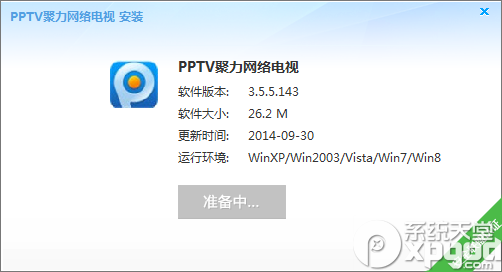 PPTV聚力网络电视 安装
PPTV聚力网络电视
软件版本: 3.5.5.143
软件大小: 26.2 M
更新时间: 2014-09-30
运行环境: WinXP/Win2003/Vista/Win7/Win8
准备中...
系统天堂